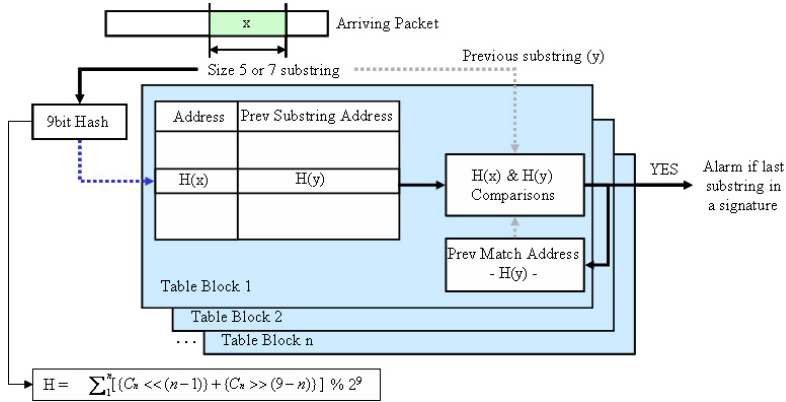 x
Arriving Packet
Previous substring (y)
Size 5 or 7 substring
9bit Hash
Address
Prev Substring Address
H(x)
H(y)
H(x) & H(y)
Comparisons
YES
Alarm if last
substring in
a signature
Prev Match Address
- H(y) -
Table Block 1
Table Block 2
... Table Block n
H = ∑₁ⁿ[{Cₙ <<(n−1)}+{Cₙ >>(9−n)}] % 2⁹